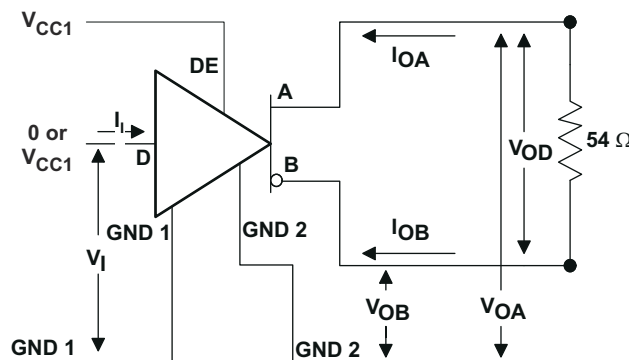 VCC1
DE
IOA
A
II
0 or
VCC1
D
B
VOD
54 Ω
GND 1
GND 2
IOB
VI
VOB
VOA
GND 1
GND 2